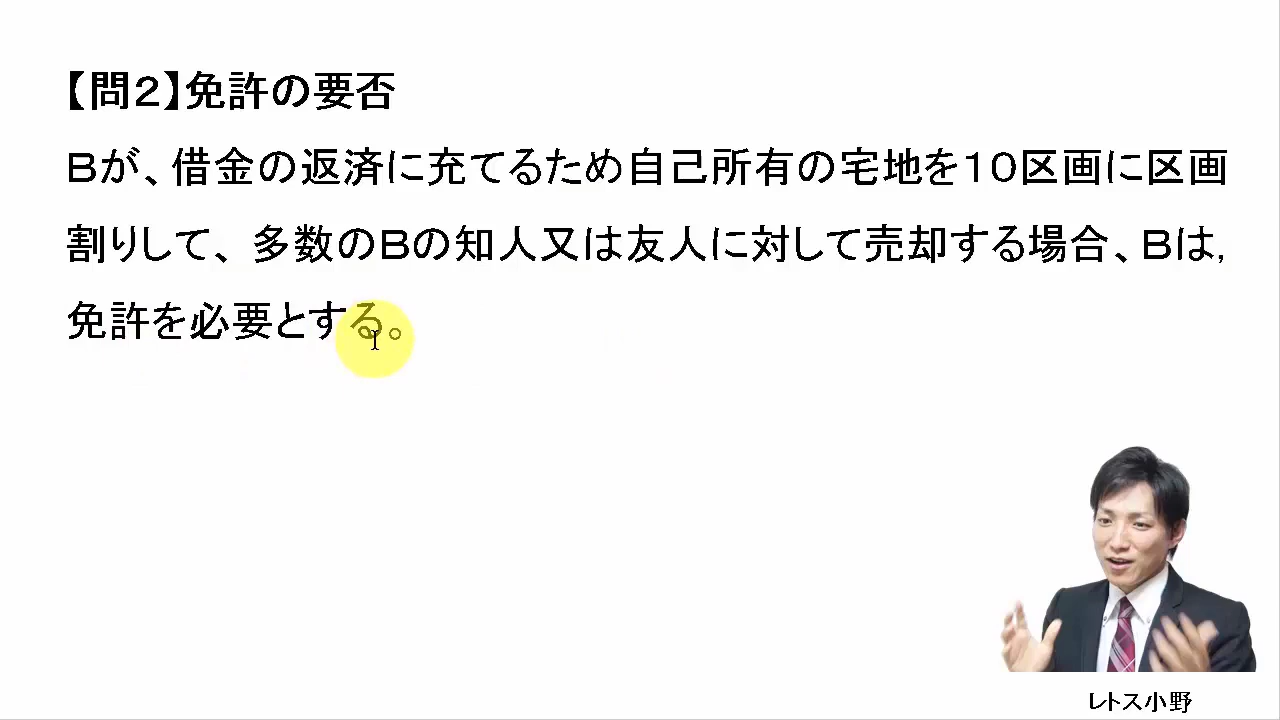 【問２】免許の要否
Ｂが、借金の返済に充てるため自己所有の宅地を１０区画に区画
割りして、多数のＢの知人又は友人に対して売却する場合、Ｂは,
免許を必要とする。
レトス小野